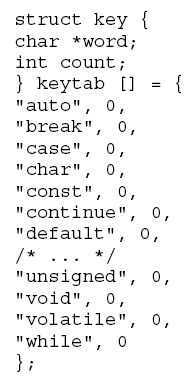 struct key {
char *word;
int count;
} keytab [] = {
"auto", 0,
"break", 0,
"case", 0,
"char", 0,
"const", 0,
"continue", 0,
"default", 0,
/* ... */
"unsigned", 0,
"void", 0,
"volatile", 0,
"while", 0
};